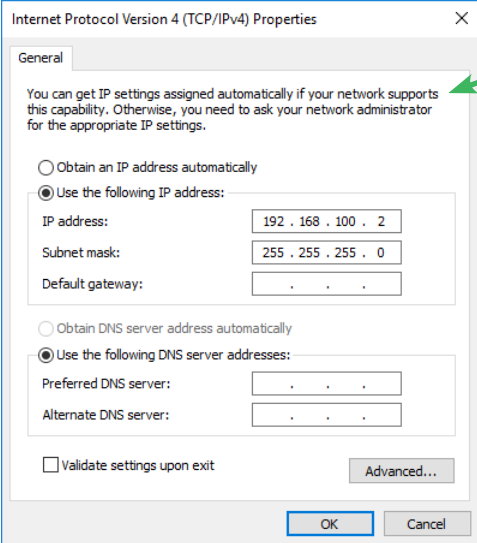 Internet Protocol Version 4 (TCP/IPv4) Properties
General
You can get IP settings assigned automatically if your network supports
this capability. Otherwise, you need to ask your network administrator
for the appropriate IP settings.
Obtain an IP address automatically
Use the following IP address:
IP address: 192 . 168 . 100 . 2
Subnet mask: 255 . 255 . 255 . 0
Default gateway: . . .
Obtain DNS server address automatically
Use the following DNS server addresses:
Preferred DNS server: . . .
Alternate DNS server: . . .
Validate settings upon exit
Advanced...
OK Cancel